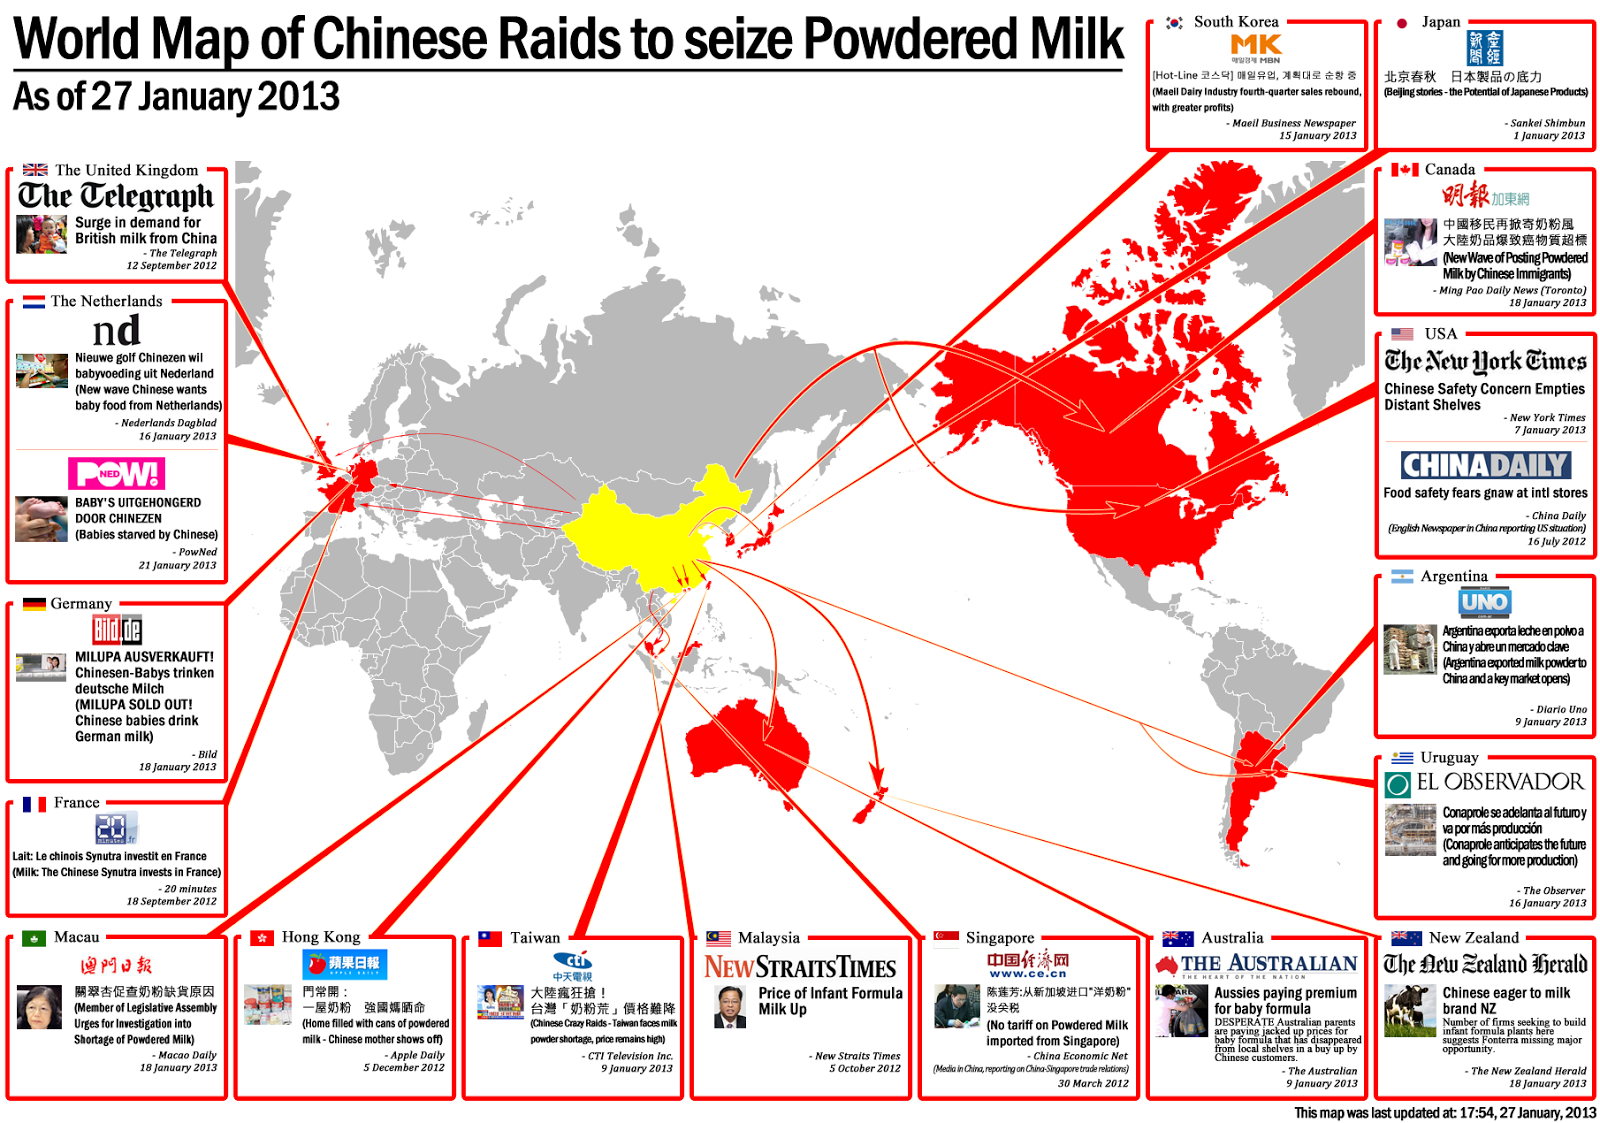 World Map of Chinese Raids to seize Powdered Milk
As of 27 January 2013
South Korea
MK
매일경제 MBN
[Hot-Line 코스닥] 매일유업, 계획대로 순항 중
(Maeil Dairy Industry fourth-quarter sales rebound,
with greater profits)
- Maeil Business Newspaper
15 January 2013
Japan
産經
新聞
北京春秋 日本製品の底力
(Beijing stories - the Potential of Japanese Products)
- Sankei Shimbun
1 January 2013
The United Kingdom
The Telegraph
Surge in demand for
British milk from China
- The Telegraph
12 September 2012
The Netherlands
nd
Nieuwe golf Chinezen wil
babyvoeding uit Nederland
(New wave Chinese wants
baby food from Netherlands)
- Nederlands Dagblad
16 January 2013
POW!
NED
BABY'S UITGEHONGERD
DOOR CHINEZEN
(Babies starved by Chinese)
- PowNed
21 January 2013
Germany
Bild.de
MILUPA AUSVERKAUFT!
Chinesen-Babys trinken
deutsche Milch
(MILUPA SOLD OUT!
Chinese babies drink
German milk)
- Bild
18 January 2013
France
20
minutes.fr
Lait: Le chinois Synutra investit en France
(Milk: The Chinese Synutra invests in France)
- 20 minutes
18 September 2012
Canada
明報加東網
中國移民再掀寄奶粉風
大陸奶品爆致癌物質超標
(New Wave of Posting Powdered
Milk by Chinese Immigrants)
- Ming Pao Daily News (Toronto)
18 January 2013
USA
The New York Times
Chinese Safety Concern Empties
Distant Shelves
- New York Times
7 January 2013
CHINADAILY
Food safety fears gnaw at intl stores
- China Daily
(English Newspaper in China reporting US situation)
16 July 2012
Argentina
UNO
Argentina exporta leche en polvo a
China y abre un mercado clave
(Argentina exported milk powder to
China and a key market opens)
- Diario Uno
9 January 2013
Uruguay
EL OBSERVADOR
Conaprole se adelanta al futuro y
va por más producción
(Conaprole anticipates the future
and going for more production)
- The Observer
16 January 2013
Macau
澳門日報
關翠杏促查奶粉缺貨原因
(Member of Legislative Assembly
Urges for Investigation into
Shortage of Powdered Milk)
- Macao Daily
18 January 2013
Hong Kong
蘋果日報
APPLE DAILY
門常開：
一屋奶粉 強國媽晒命
(Home filled with cans of powdered
milk - Chinese mother shows off)
- Apple Daily
5 December 2012
Taiwan
cti
中天電視
大陸瘋狂搶！
台灣「奶粉荒」價格難降
(Chinese Crazy Raids - Taiwan faces milk
powder shortage, price remains high)
- CTI Television Inc.
9 January 2013
Malaysia
NEW STRAITS TIMES
Price of Infant Formula
Milk Up
- New Straits Times
5 October 2012
Singapore
中国经济网
www.ce.cn
陈莲芳:从新加坡进口"洋奶粉"
没关税
(No tariff on Powdered Milk
imported from Singapore)
- China Economic Net
(Media in China, reporting on China-Singapore trade relations)
30 March 2012
Australia
THE AUSTRALIAN
THE HEART OF THE NATION
Aussies paying premium
for baby formula
DESPERATE Australian parents
are paying jacked up prices for
baby formula that has disappeared
from local shelves in a buy up by
Chinese customers.
- The Australian
9 January 2013
New Zealand
The New Zealand Herald
Chinese eager to milk
brand NZ
Number of firms seeking to build
infant formula plants here
suggests Fonterra missing major
opportunity.
- The New Zealand Herald
18 January 2013
This map was last updated at: 17:54, 27 January, 2013